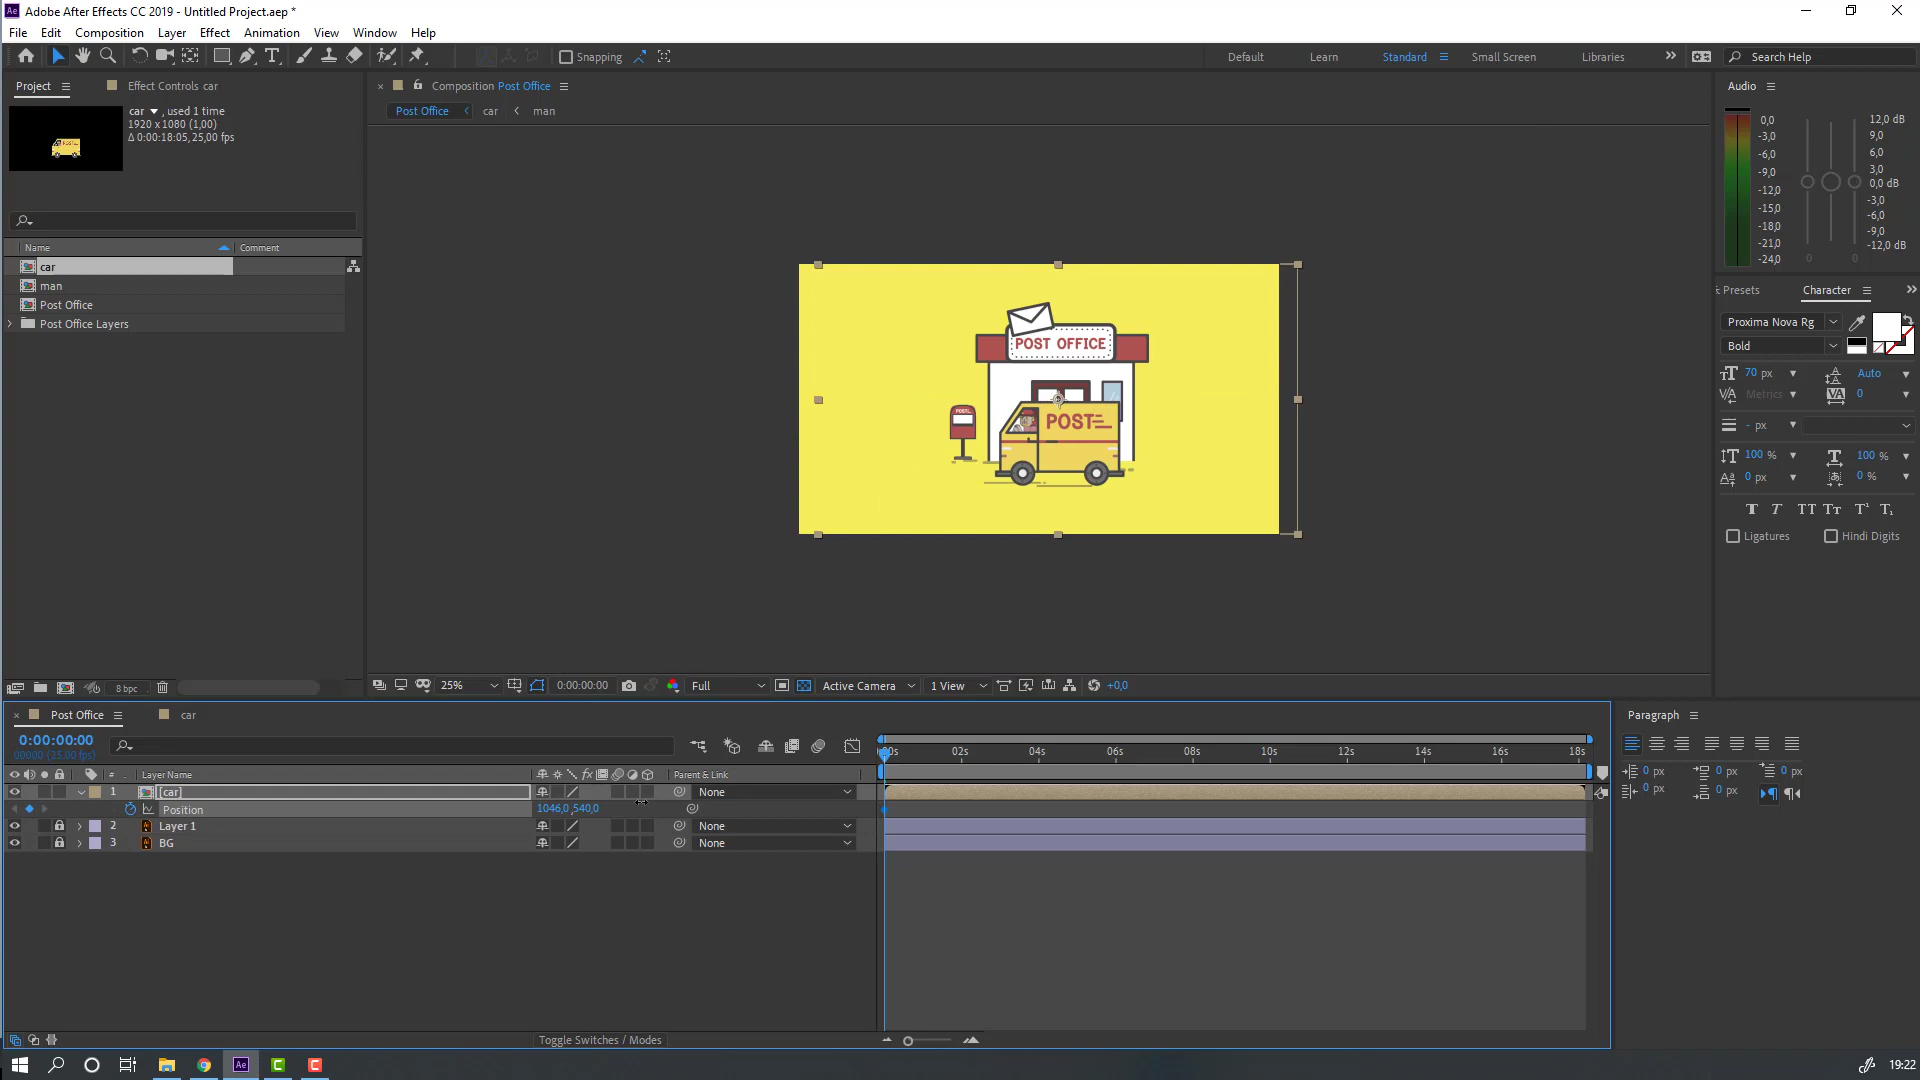 Adobe After Effects CC 2019 - Untitled Project.aep *
File Edit Composition Layer Effect Animation View Window Help
Snapping
Default Learn Standard Small Screen Libraries
Search Help
Project
Effect Controls car
car , used 1 time
1920 x 1080 (1,00)
Δ 0:00:18:05, 25,00 fps
Name Comment
car
man
Post Office
Post Office Layers
8 bpc
Composition Post Office
Post Office car man
POST OFFICE
POST
POST
25% 0:00:00:00 Full Active Camera 1 View +0,0
Audio
0,0 12,0 dB
-3,0 9,0
-6,0 6,0
-9,0 3,0
-12,0 0,0 dB
-15,0 -3,0
-18,0 -6,0
-21,0 -9,0
-24,0 0 0 -12,0 dB
Presets Character
Proxima Nova Rg
Bold
70 px Auto
Metrics 0
- px
100 % 100 %
0 px 0 %
T T TT Tt T¹ T₁
Ligatures Hindi Digits
Post Office car
0:00:00:00
00000 (25.00 fps)
02s 04s 06s 08s 10s 12s 14s 16s 18s
# Layer Name fx Parent & Link
1 [car] None
Position 1046,0 ,540,0
2 Layer 1 None
3 BG None
Toggle Switches / Modes
Paragraph
0 px 0 px 0 px
0 px 0 px
19:22